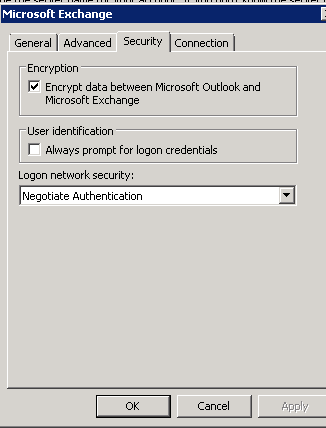 Microsoft Exchange
General Advanced Security Connection
Encryption
Encrypt data between Microsoft Outlook and
Microsoft Exchange
User identification
Always prompt for logon credentials
Logon network security:
Negotiate Authentication
OK Cancel Apply